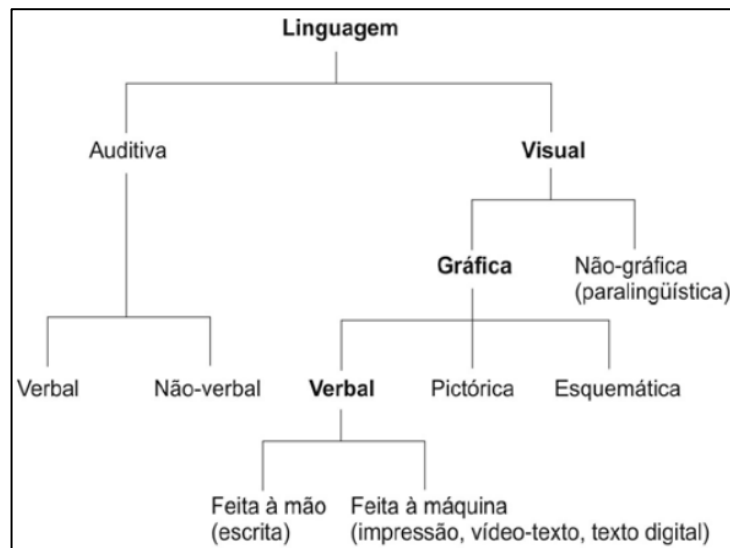 Linguagem
Auditiva
Visual
Gráfica
Não-gráfica
(paralingüística)
Verbal
Não-verbal
Verbal
Pictórica
Esquemática
Feita à mão
(escrita)
Feita à máquina
(impressão, vídeo-texto, texto digital)